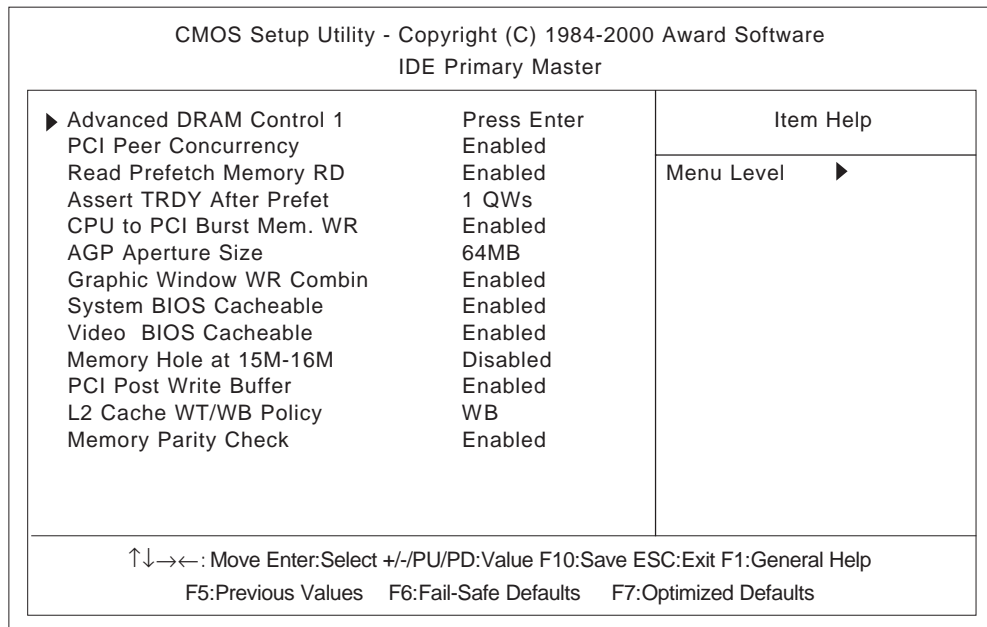 CMOS Setup Utility - Copyright (C) 1984-2000 Award Software
IDE Primary Master
Advanced DRAM Control 1 Press Enter
PCI Peer Concurrency Enabled
Read Prefetch Memory RD Enabled
Assert TRDY After Prefet 1 QWs
CPU to PCI Burst Mem. WR Enabled
AGP Aperture Size 64MB
Graphic Window WR Combin Enabled
System BIOS Cacheable Enabled
Video BIOS Cacheable Enabled
Memory Hole at 15M-16M Disabled
PCI Post Write Buffer Enabled
L2 Cache WT/WB Policy WB
Memory Parity Check Enabled
Item Help
Menu Level
↑↓→←: Move Enter:Select +/-/PU/PD:Value F10:Save ESC:Exit F1:General Help
F5:Previous Values F6:Fail-Safe Defaults F7:Optimized Defaults